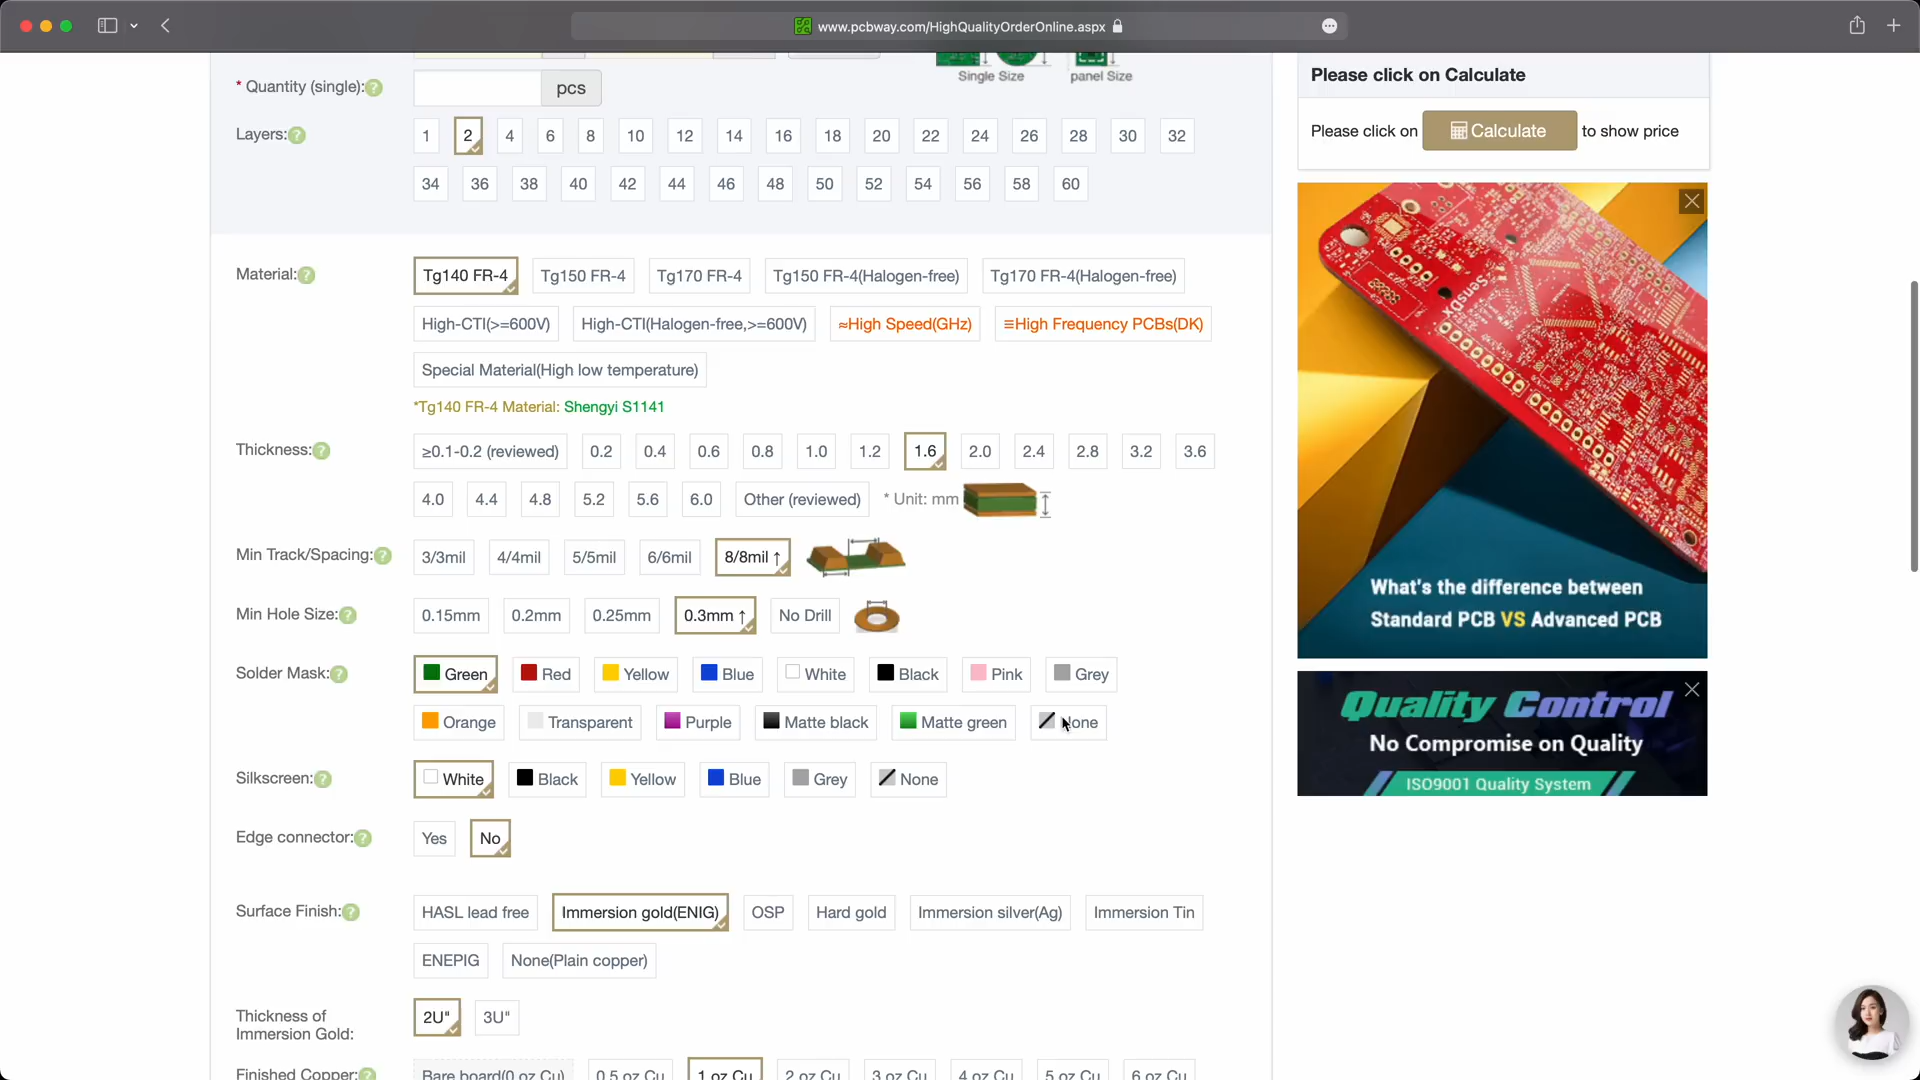 www.pcbway.com/HighQualityOrderOnline.aspx
* Quantity (single):? pcs
Single Size panel Size
Layers:? 1 2 4 6 8 10 12 14 16 18 20 22 24 26 28 30 32
34 36 38 40 42 44 46 48 50 52 54 56 58 60
Material:? Tg140 FR-4 Tg150 FR-4 Tg170 FR-4 Tg150 FR-4(Halogen-free) Tg170 FR-4(Halogen-free)
High-CTI(>=600V) High-CTI(Halogen-free,>=600V) ≈High Speed(GHz) ≡High Frequency PCBs(DK)
Special Material(High low temperature)
*Tg140 FR-4 Material: Shengyi S1141
Thickness:? ≥0.1-0.2 (reviewed) 0.2 0.4 0.6 0.8 1.0 1.2 1.6 2.0 2.4 2.8 3.2 3.6
4.0 4.4 4.8 5.2 5.6 6.0 Other (reviewed) * Unit: mm
Min Track/Spacing:? 3/3mil 4/4mil 5/5mil 6/6mil 8/8mil ↑
Min Hole Size:? 0.15mm 0.2mm 0.25mm 0.3mm ↑ No Drill
Solder Mask:? Green Red Yellow Blue White Black Pink Grey
Orange Transparent Purple Matte black Matte green None
Silkscreen:? White Black Yellow Blue Grey None
Edge connector:? Yes No
Surface Finish:? HASL lead free Immersion gold(ENIG) OSP Hard gold Immersion silver(Ag) Immersion Tin
ENEPIG None(Plain copper)
Thickness of
Immersion Gold: 2U" 3U"
Finished Copper:? Bare board(0 oz Cu) 0.5 oz Cu 1 oz Cu 2 oz Cu 3 oz Cu 4 oz Cu 5 oz Cu 6 oz Cu
Please click on Calculate
Please click on Calculate to show price
SensDx
What's the difference between
Standard PCB VS Advanced PCB
Quality Control
No Compromise on Quality
ISO9001 Quality System